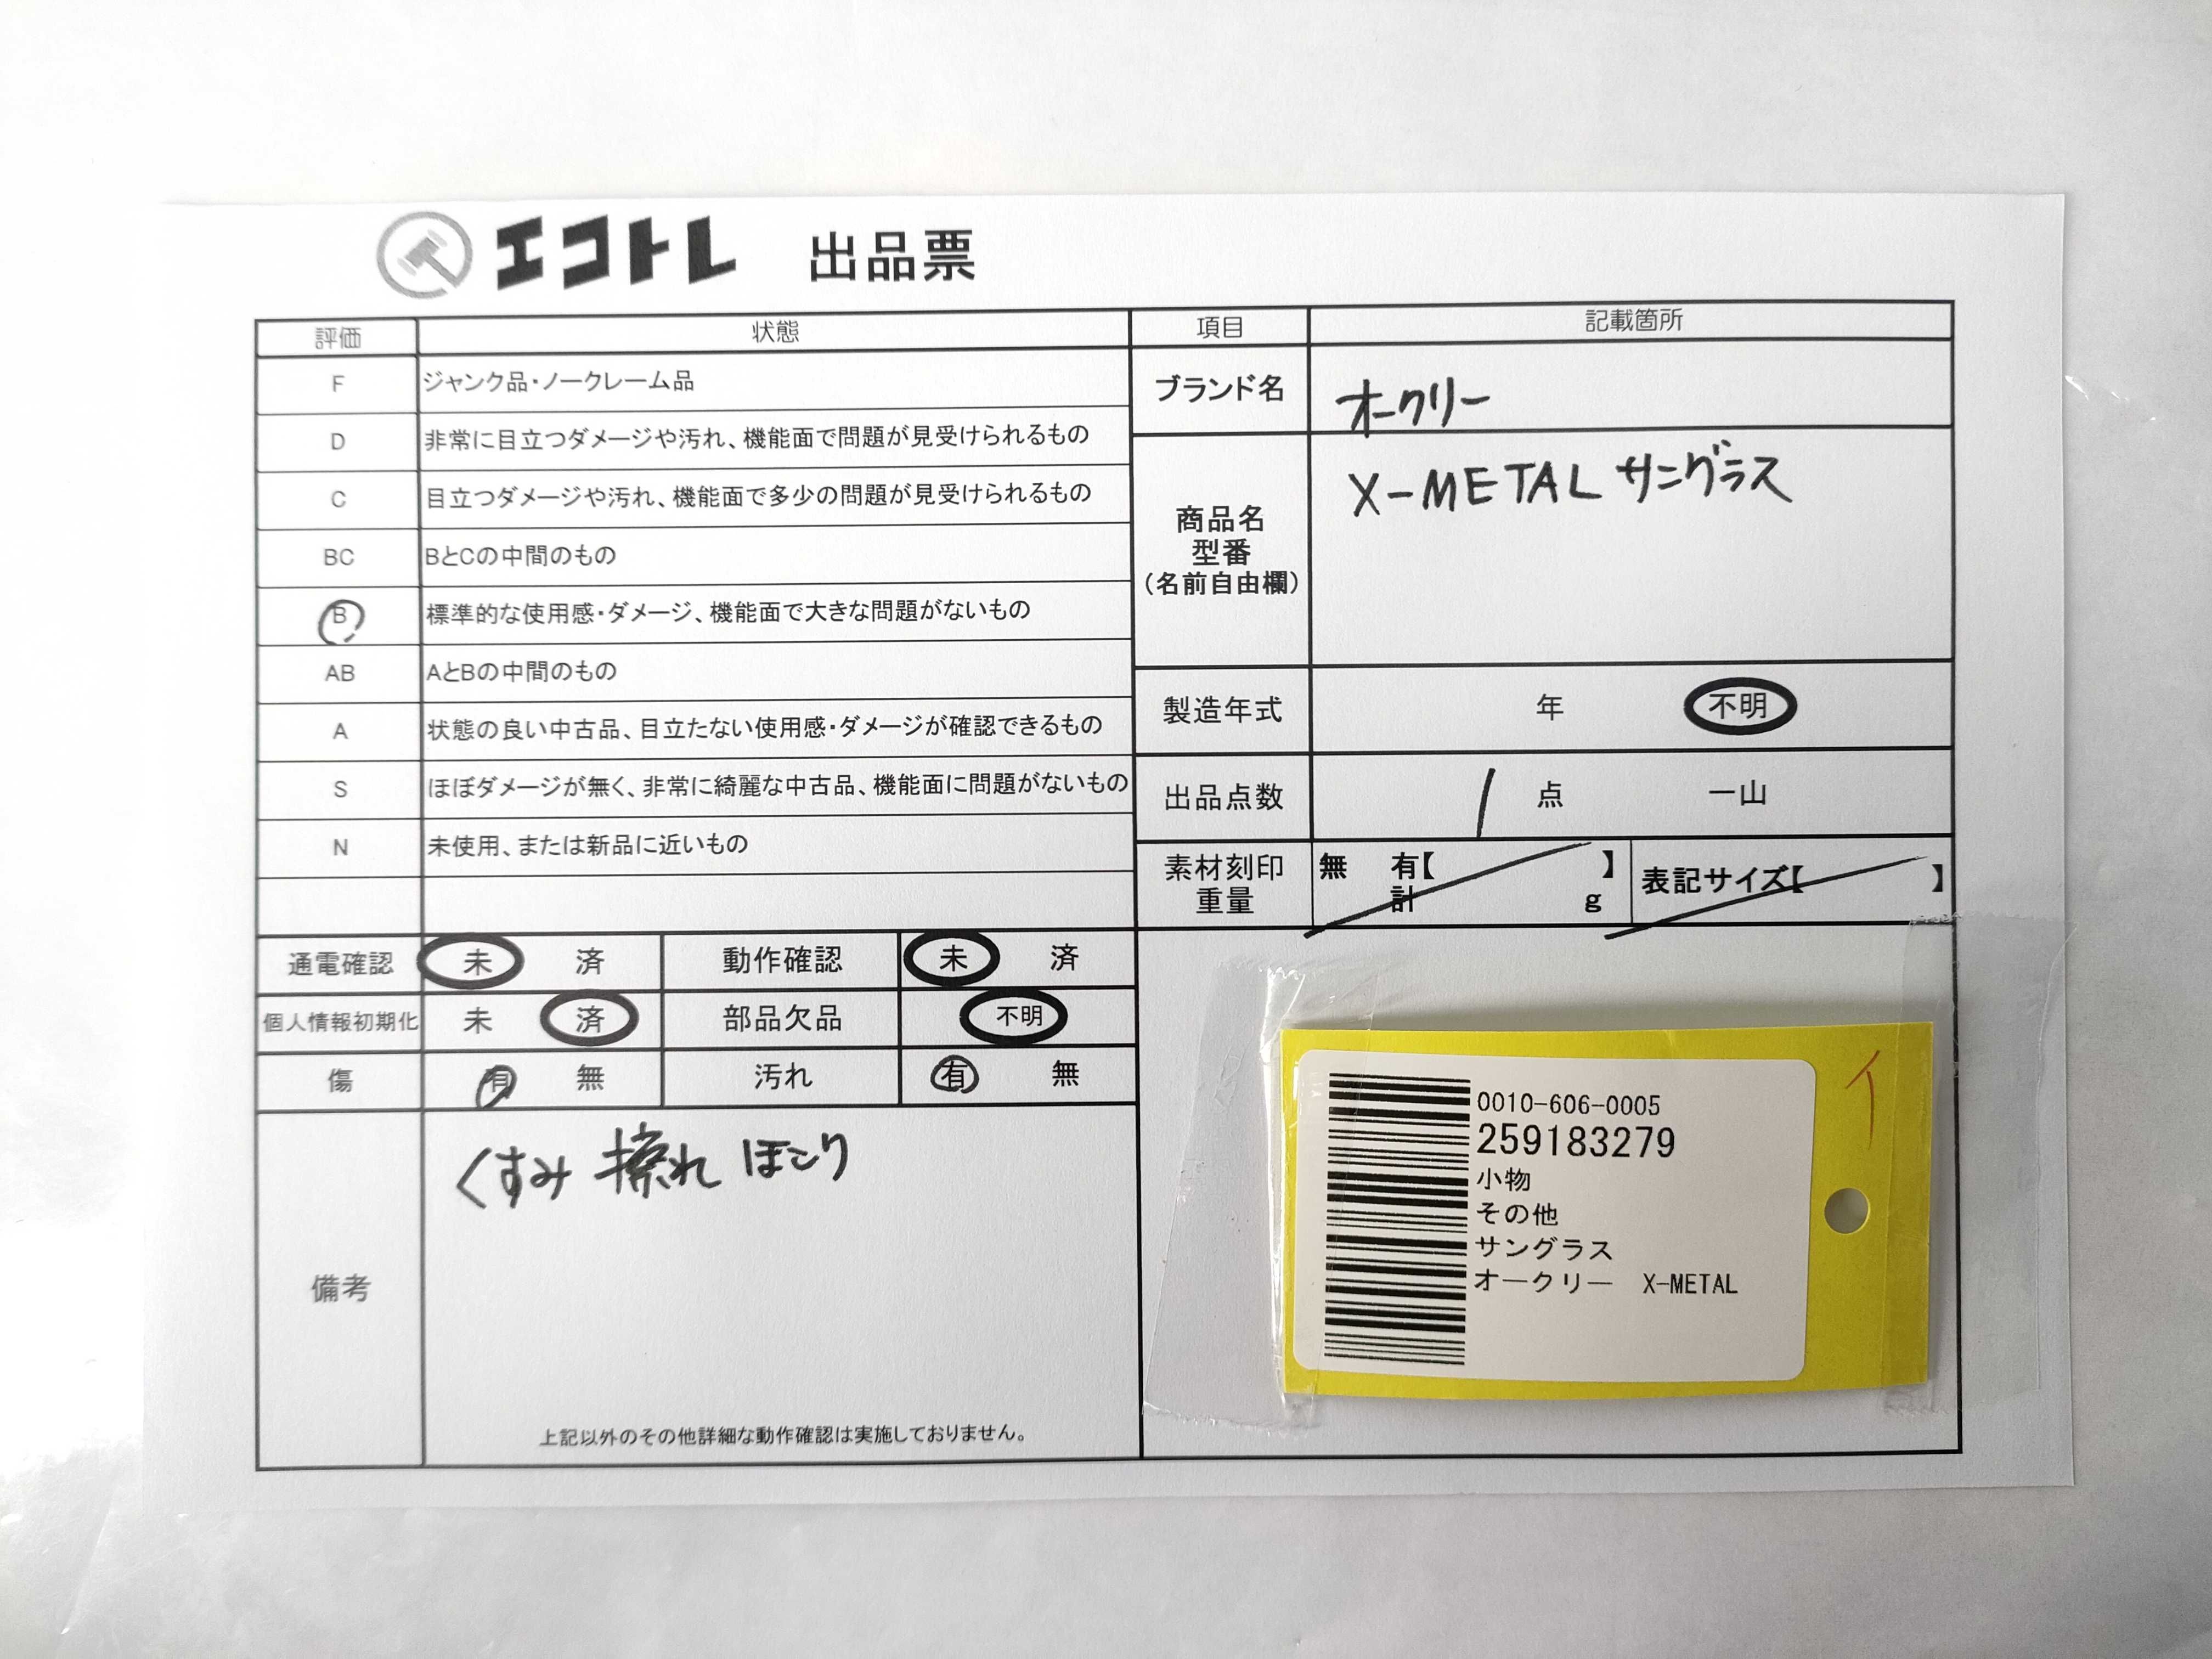 エコトレ 出品票
評価 状態
F ジャンク品・ノークレーム品
D 非常に目立つダメージや汚れ、機能面で問題が見受けられるもの
C 目立つダメージや汚れ、機能面で多少の問題が見受けられるもの
BC BとCの中間のもの
B 標準的な使用感・ダメージ、機能面で大きな問題がないもの
AB AとBの中間のもの
A 状態の良い中古品、目立たない使用感・ダメージが確認できるもの
S ほぼダメージが無く、非常に綺麗な中古品、機能面に問題がないもの
N 未使用、または新品に近いもの
通電確認 未 済 動作確認 未 済
個人情報初期化 未 済 部品欠品 不明
傷 有 無 汚れ 有 無
備考
くすみ 擦れ ほこり
上記以外のその他詳細な動作確認は実施しておりません。
項目 記載箇所
ブランド名 オークリー
商品名
型番
(名前自由欄)
X-METAL サングラス
製造年式 年 不明
出品点数 1 点 一山
素材刻印 無 有【 】
重量 計 g
表記サイズ【 】
イ
0010-606-0005
259183279
小物
その他
サングラス
オークリー X-METAL